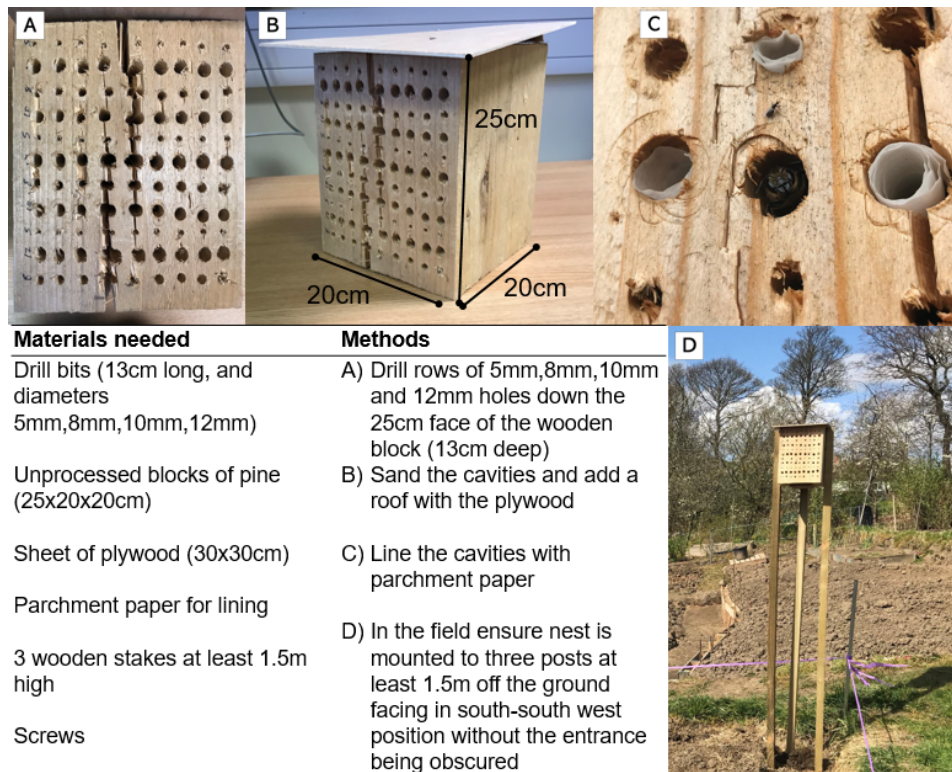 A
B
C
25cm
20cm
20cm
Materials needed
Drill bits (13cm long, and
diameters
5mm,8mm,10mm,12mm)
Unprocessed blocks of pine
(25x20x20cm)
Sheet of plywood (30x30cm)
Parchment paper for lining
3 wooden stakes at least 1.5m
high
Screws
Methods
A) Drill rows of 5mm,8mm,10mm
and 12mm holes down the
25cm face of the wooden
block (13cm deep)
B) Sand the cavities and add a
roof with the plywood
C) Line the cavities with
parchment paper
D) In the field ensure nest is
mounted to three posts at
least 1.5m off the ground
facing in south-south west
position without the entrance
being obscured
D